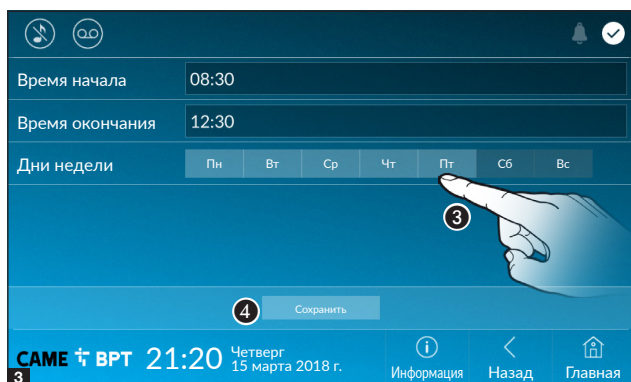 Время начала 08:30
Время окончания 12:30
Дни недели Пн Вт Ср Чт Пт Сб Вс
3
4 Сохранить
CAME BPT 21:20 Четверг
15 марта 2018 г.
Информация Назад Главная
3